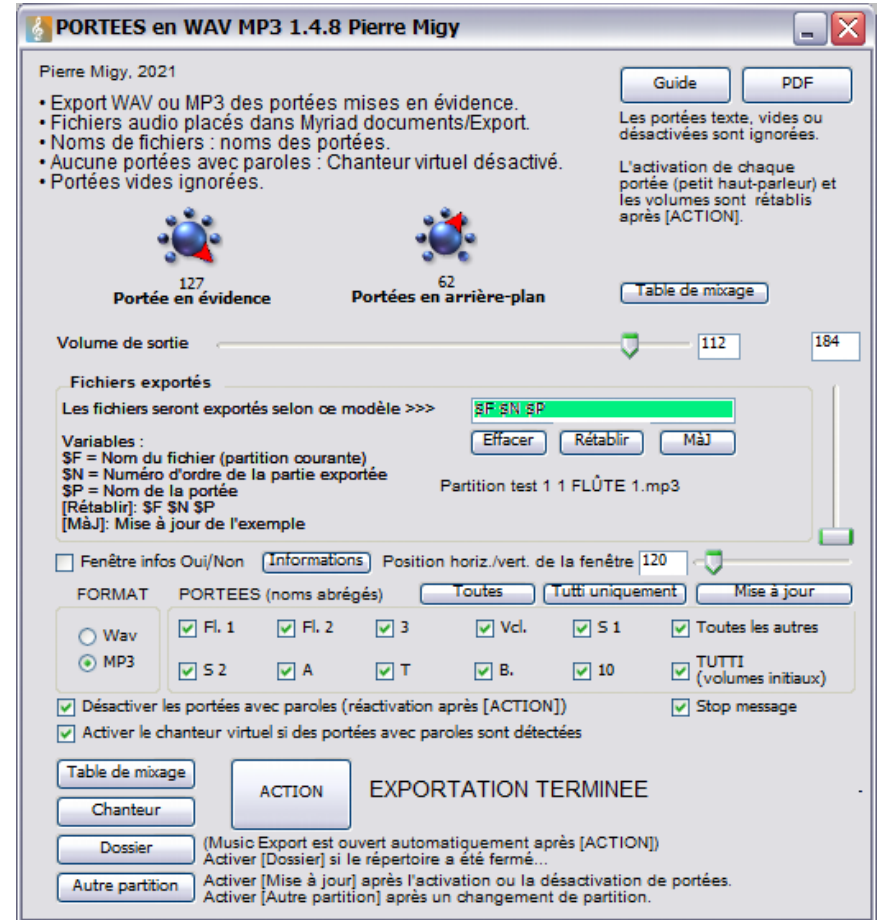 PORTEES en WAV MP3 1.4.8 Pierre Migy
Pierre Migy, 2021
• Export WAV ou MP3 des portées mises en évidence.
• Fichiers audio placés dans Myriad documents/Export.
• Noms de fichiers : noms des portées.
• Aucune portées avec paroles : Chanteur virtuel désactivé.
• Portées vides ignorées.
Guide PDF
Les portées texte, vides ou
désactivées sont ignorées.
L'activation de chaque
portée (petit haut-parleur) et
les volumes sont rétablis
après [ACTION].
127
Portée en évidence
62
Portées en arrière-plan
Table de mixage
Volume de sortie 112 184
Fichiers exportés
Les fichiers seront exportés selon ce modèle >>> $F $N $P
Effacer Rétablir MàJ
Variables :
$F = Nom du fichier (partition courante)
$N = Numéro d'ordre de la partie exportée
$P = Nom de la portée
[Rétablir]: $F $N $P
[MàJ]: Mise à jour de l'exemple
Partition test 1 1 FLÛTE 1.mp3
Fenêtre infos Oui/Non Informations Position horiz./vert. de la fenêtre 120
FORMAT PORTEES (noms abrégés) Toutes Tutti uniquement Mise à jour
Wav
MP3
Fl. 1 Fl. 2 3 Vcl. S 1 Toutes les autres
S 2 A T B. 10 TUTTI
(volumes initiaux)
Désactiver les portées avec paroles (réactivation après [ACTION]) Stop message
Activer le chanteur virtuel si des portées avec paroles sont détectées
Table de mixage
Chanteur
Dossier
Autre partition
ACTION EXPORTATION TERMINEE
(Music Export est ouvert automatiquement après [ACTION])
Activer [Dossier] si le répertoire a été fermé...
Activer [Mise à jour] après l'activation ou la désactivation de portées.
Activer [Autre partition] après un changement de partition.